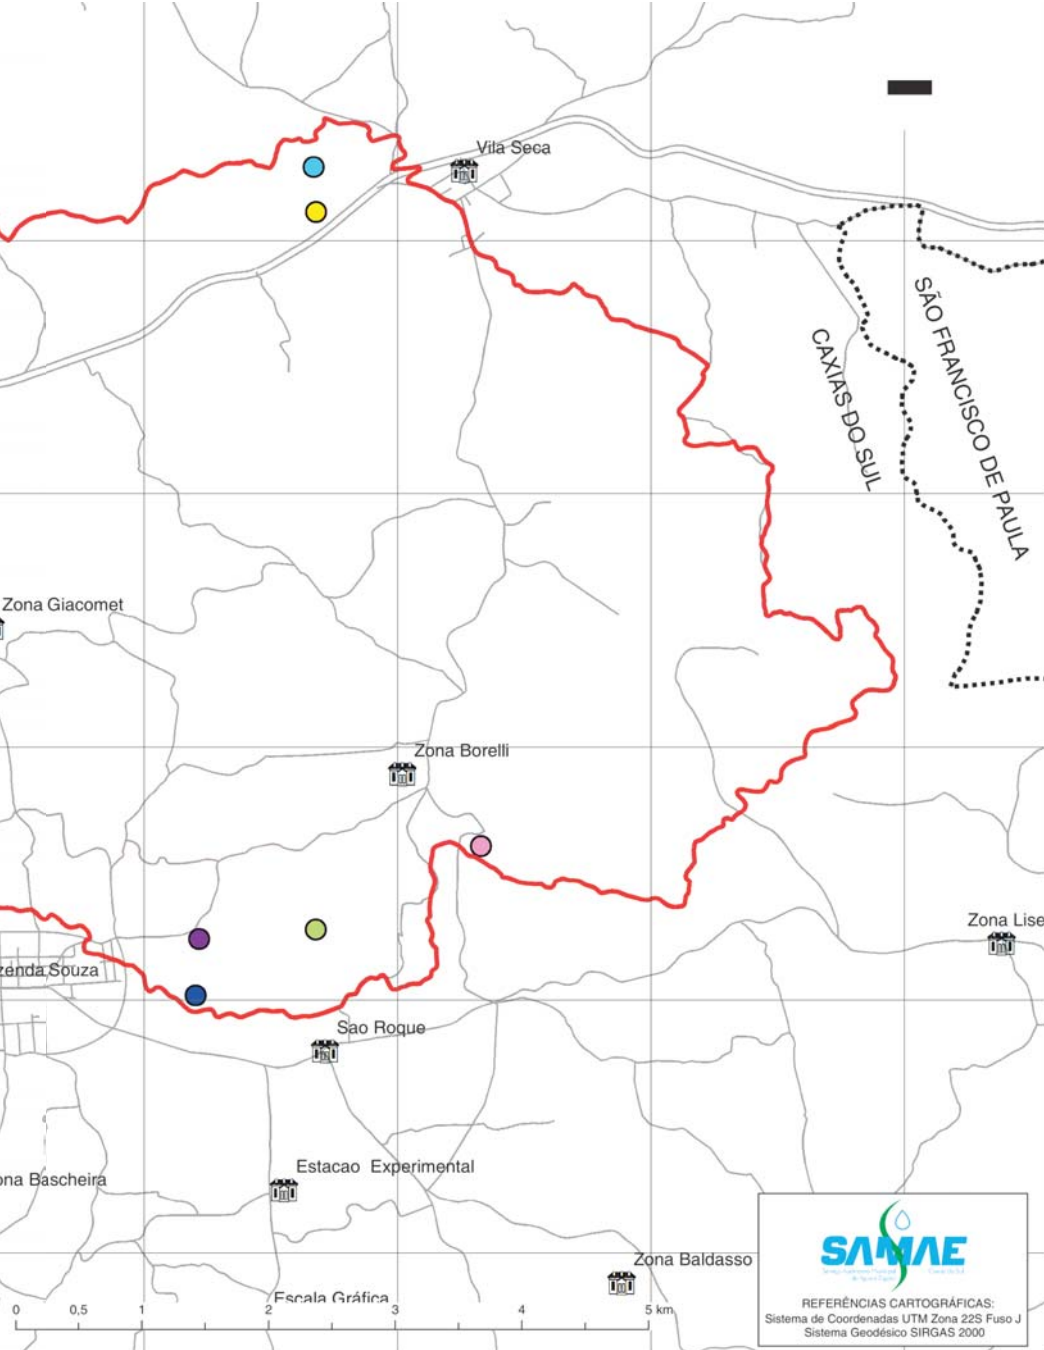 Vila Seca
SÃO FRANCISCO DE PAULA
CAXIAS DO SUL
Zona Giacomet
Zona Borelli
Zona Lise
zenda Souza
Sao Roque
Estacao Experimental
ona Bascheira
Zona Baldasso
Escala Gráfica
0 0,5 1 2 3 4 5 km
SAMAE
REFERÊNCIAS CARTOGRÁFICAS:
Sistema de Coordenadas UTM Zona 22S Fuso J
Sistema Geodésico SIRGAS 2000